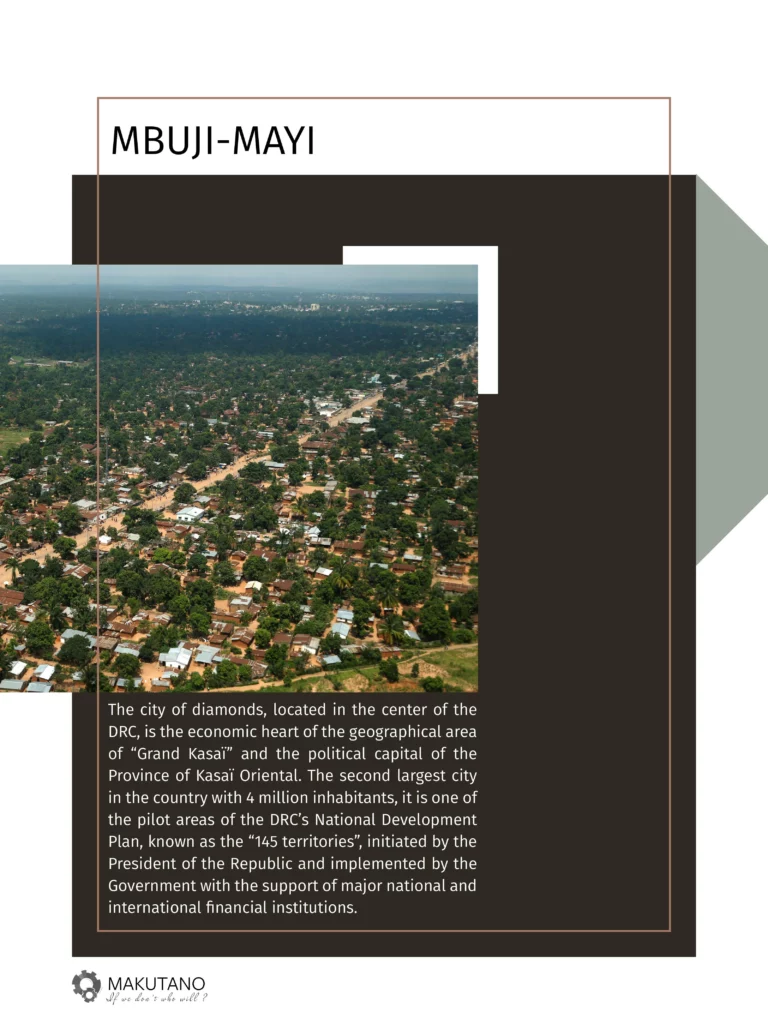 MBUJI-MAYI
The city of diamonds, located in the center of the
DRC, is the economic heart of the geographical area
of “Grand Kasaï” and the political capital of the
Province of Kasaï Oriental. The second largest city
in the country with 4 million inhabitants, it is one of
the pilot areas of the DRC’s National Development
Plan, known as the “145 territories”, initiated by the
President of the Republic and implemented by the
Government with the support of major national and
international financial institutions.
MAKUTANO
If we don't who will ?